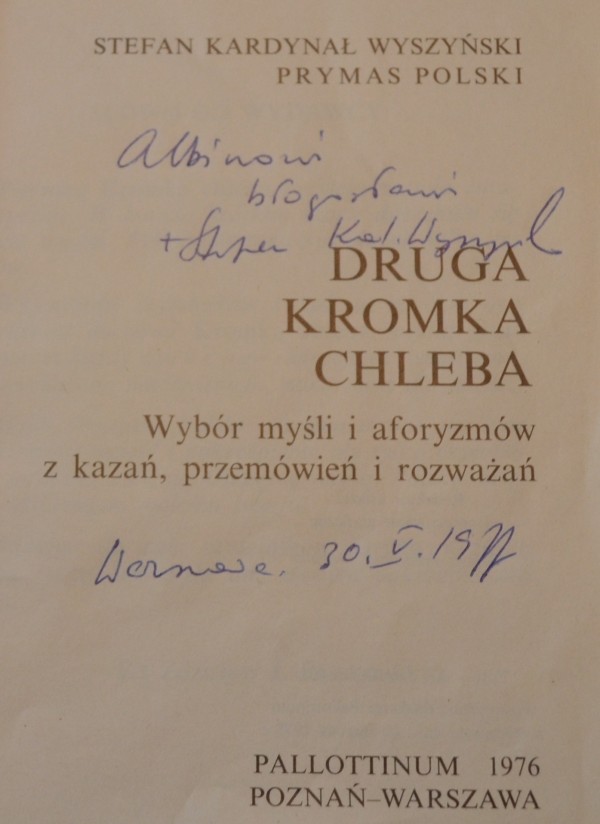 STEFAN KARDYNAŁ WYSZYŃSKI
PRYMAS POLSKI
Albinowi
błogosławi
+ Stefan Kard. Wyszyński
DRUGA
KROMKA
CHLEBA
Wybór myśli i aforyzmów
z kazań, przemówień i rozważań
Warszawa. 30. V. 1977
PALLOTTINUM 1976
POZNAŃ–WARSZAWA